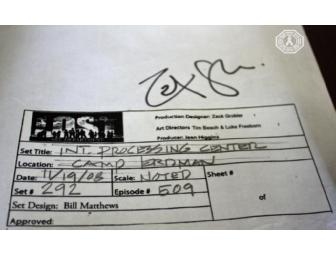 LOST
Production Designer: Zack Grobler
Art Directors Tim Beach & Luke Freeborn
Producer: Jean Higgins
Set Title: INT. PROCESSING CENTER
Location: CAMP ERDMAN
Date: 11/19/08 Scale: NOTED Sheet #
Set # 292 Episode # 509 of
Set Design: Bill Matthews
Approved: